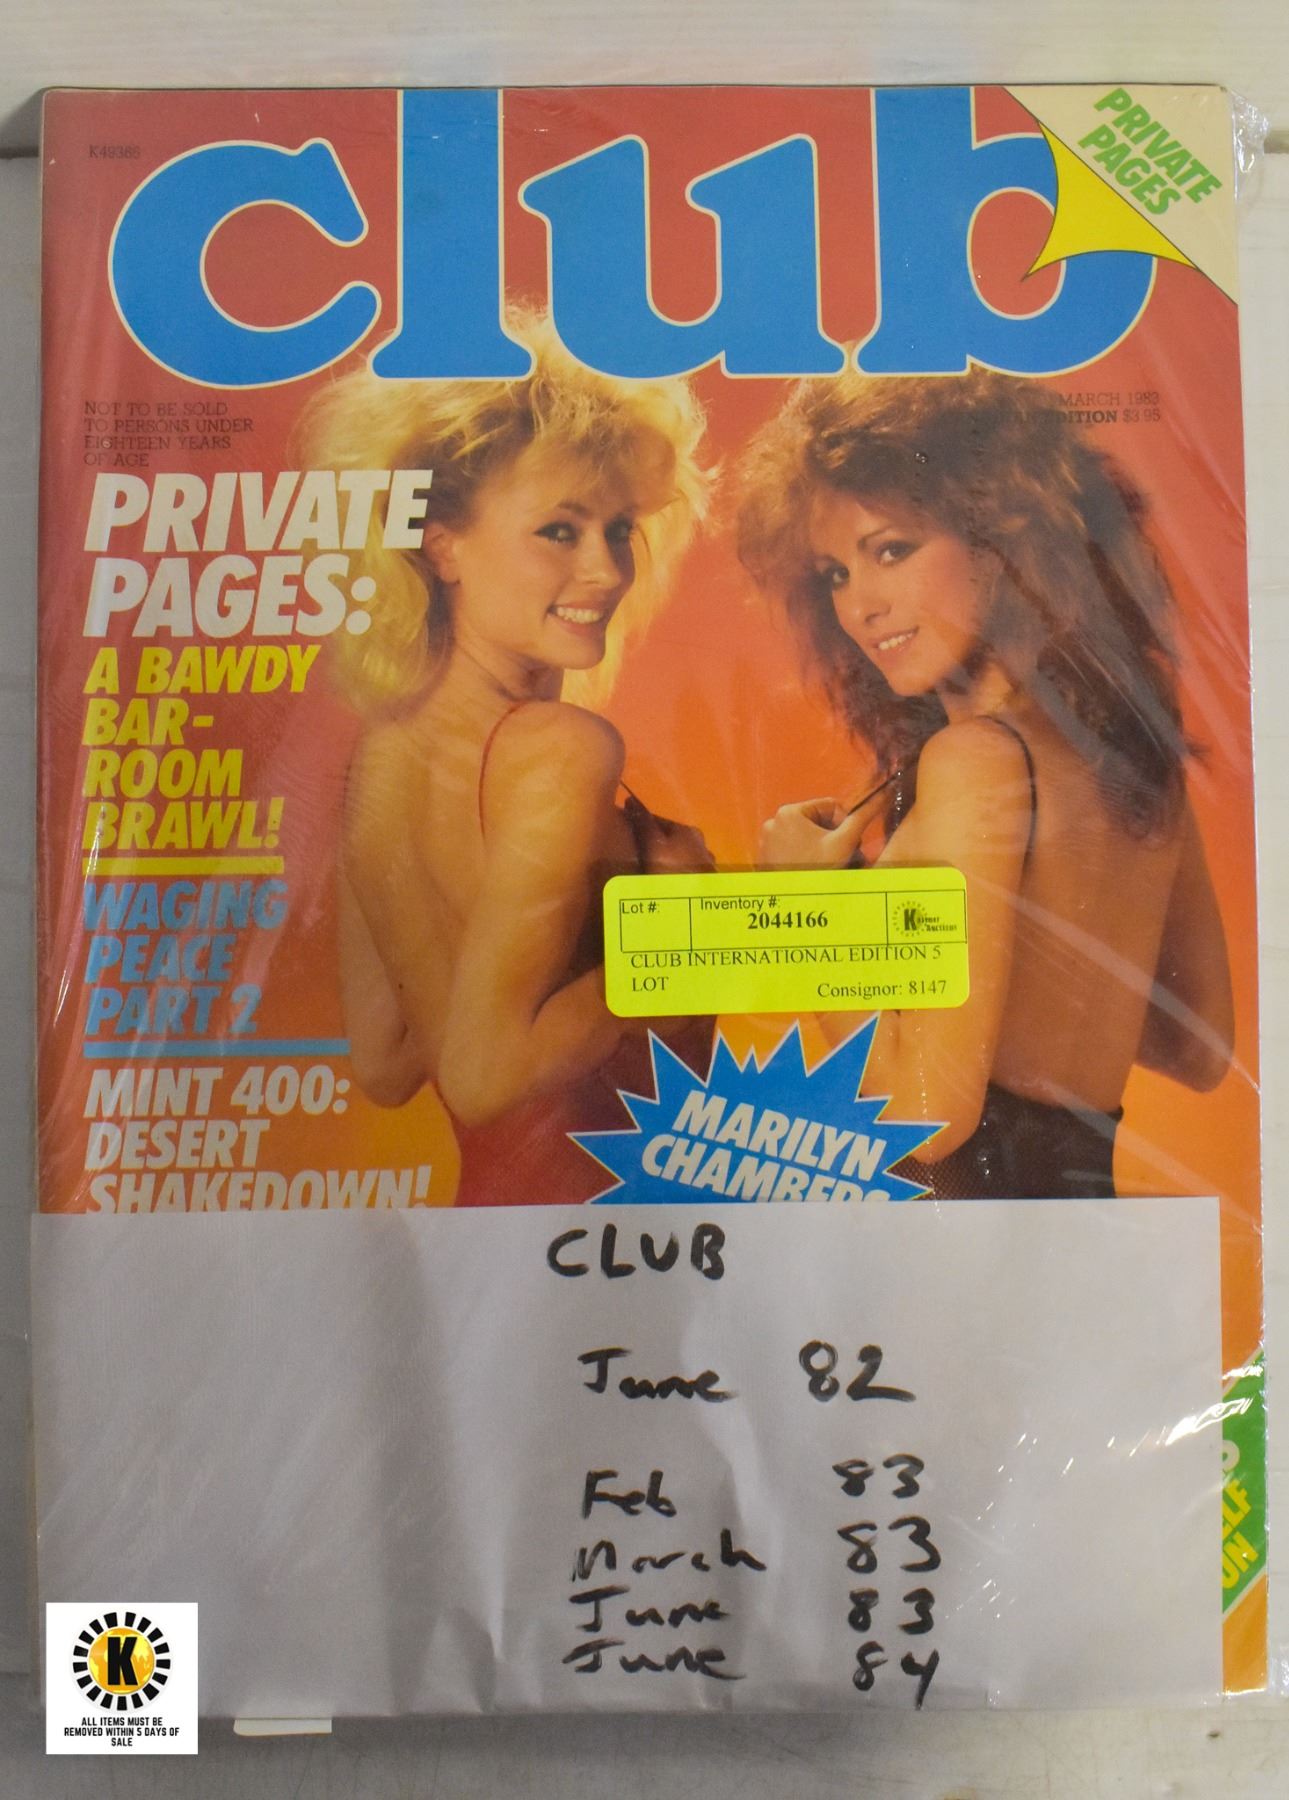 club
PRIVATE
PAGES
K49366
NOT TO BE SOLD
TO PERSONS UNDER
EIGHTEEN YEARS
OF AGE
MARCH 1983
EDITION $3.95
PRIVATE
PAGES:
A BAWDY
BAR-
ROOM
BRAWL!
WAGING
PEACE
PART 2
MINT 400:
DESERT
SHAKEDOWN!
Lot #:
Inventory #:
2044166
CLUB INTERNATIONAL EDITION 5
LOT
Consignor: 8147
MARILYN
CHAMBERS
CLUB
June 82
Feb 83
March 83
June 83
June 84
K
ALL ITEMS MUST BE
REMOVED WITHIN 5 DAYS OF
SALE